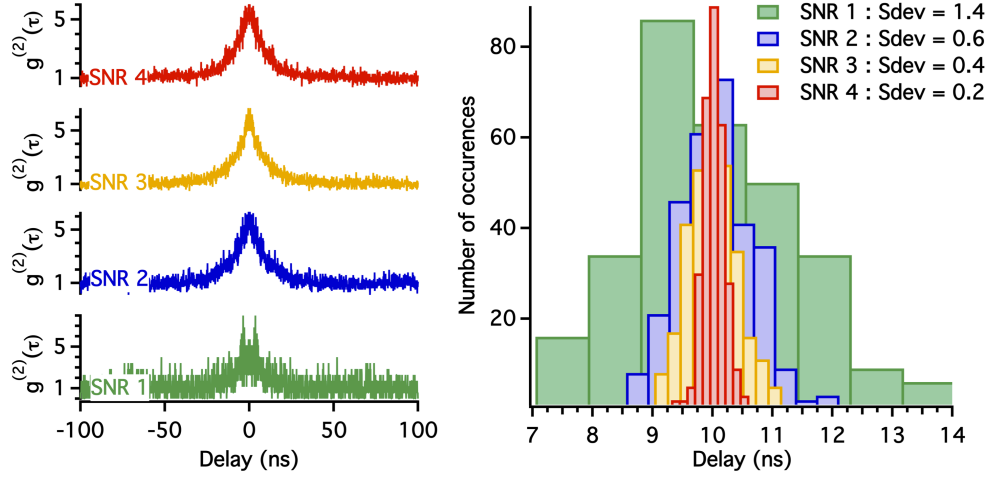 g(2)(τ)
5
1
SNR 4
g(2)(τ)
5
1
SNR 3
g(2)(τ)
5
1
SNR 2
g(2)(τ)
5
1
SNR 1
-100 -50 0 50 100
Delay (ns)
SNR 1 : Sdev = 1.4
SNR 2 : Sdev = 0.6
SNR 3 : Sdev = 0.4
SNR 4 : Sdev = 0.2
Number of occurences
80
60
40
20
7 8 9 10 11 12 13 14
Delay (ns)